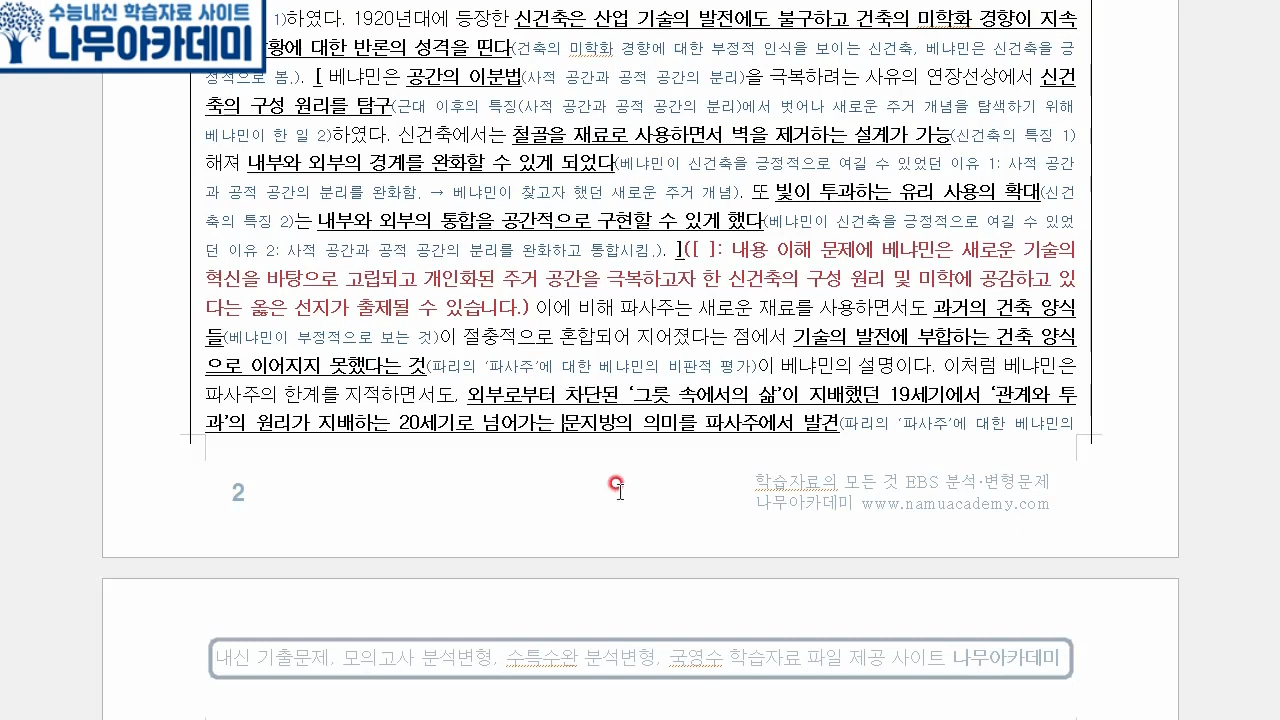 수능내신 학습자료 사이트
나무아카데미
1)하였다. 1920년대에 등장한 신건축은 산업 기술의 발전에도 불구하고 건축의 미학화 경향이 지속
황에 대한 반론의 성격을 띤다(건축의 미학화 경향에 대한 부정적 인식을 보이는 신건축, 베냐민은 신건축을 긍
정적으로 봄.). [ 베냐민은 공간의 이분법(사적 공간과 공적 공간의 분리)을 극복하려는 사유의 연장선상에서 신건
축의 구성 원리를 탐구(근대 이후의 특징(사적 공간과 공적 공간의 분리)에서 벗어나 새로운 주거 개념을 탐색하기 위해
베냐민이 한 일 2)하였다. 신건축에서는 철골을 재료로 사용하면서 벽을 제거하는 설계가 가능(신건축의 특징 1)
해져 내부와 외부의 경계를 완화할 수 있게 되었다(베냐민이 신건축을 긍정적으로 여길 수 있었던 이유 1: 사적 공간
과 공적 공간의 분리를 완화함. → 베냐민이 찾고자 했던 새로운 주거 개념). 또 빛이 투과하는 유리 사용의 확대(신건
축의 특징 2)는 내부와 외부의 통합을 공간적으로 구현할 수 있게 했다(베냐민이 신건축을 긍정적으로 여길 수 있었
던 이유 2: 사적 공간과 공적 공간의 분리를 완화하고 통합시킴.). ]([ ]: 내용 이해 문제에 베냐민은 새로운 기술의
혁신을 바탕으로 고립되고 개인화된 주거 공간을 극복하고자 한 신건축의 구성 원리 및 미학에 공감하고 있
다는 옳은 선지가 출제될 수 있습니다.) 이에 비해 파사주는 새로운 재료를 사용하면서도 과거의 건축 양식
들(베냐민이 부정적으로 보는 것)이 절충적으로 혼합되어 지어졌다는 점에서 기술의 발전에 부합하는 건축 양식
으로 이어지지 못했다는 것(파리의 ‘파사주’에 대한 베냐민의 비판적 평가)이 베냐민의 설명이다. 이처럼 베냐민은
파사주의 한계를 지적하면서도, 외부로부터 차단된 ‘그릇 속에서의 삶’이 지배했던 19세기에서 ‘관계와 투
과’의 원리가 지배하는 20세기로 넘어가는 문지방의 의미를 파사주에서 발견(파리의 ‘파사주’에 대한 베냐민의
2
학습자료의 모든 것 EBS 분석·변형문제
나무아카데미 www.namuacademy.com
내신 기출문제, 모의고사 분석변형, 수특수완 분석변형, 국영수 학습자료 파일 제공 사이트 나무아카데미